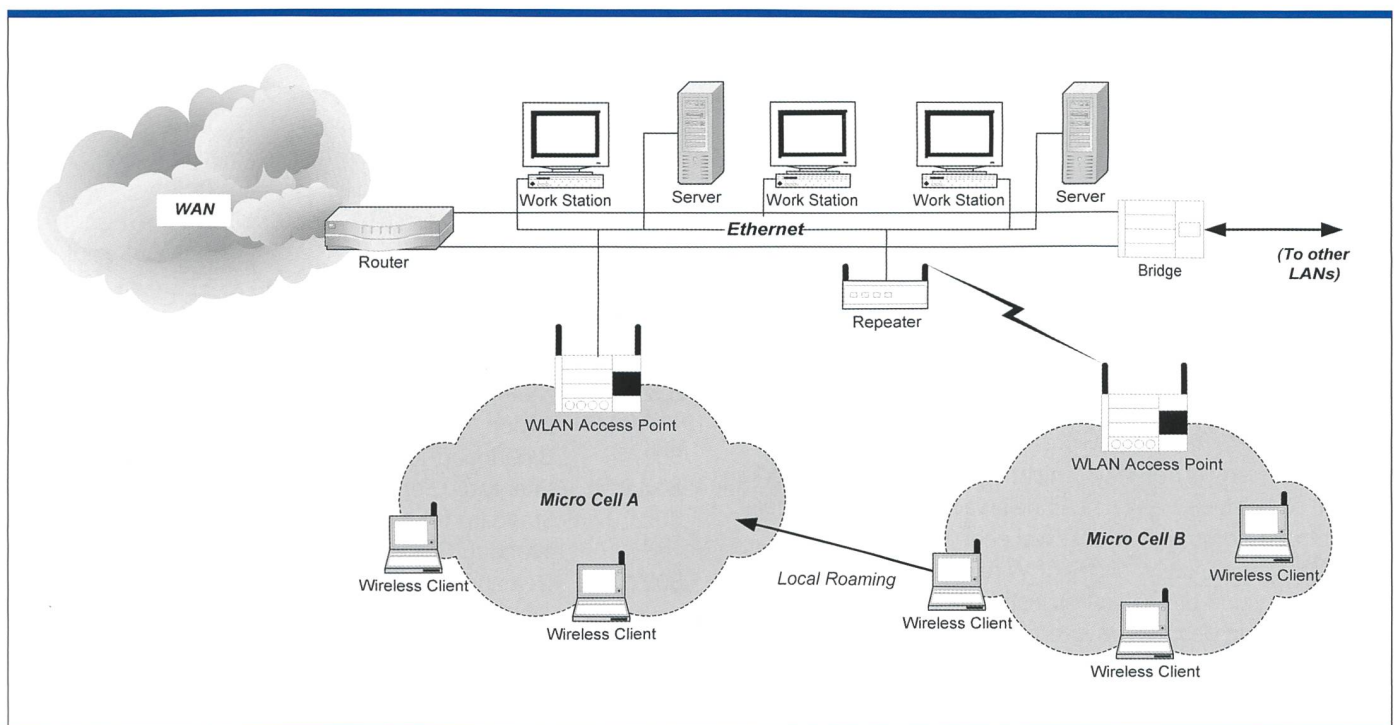 WAN
Router
Work Station
Server
Work Station
Work Station
Server
Ethernet
Bridge
(To other
LANs)
Repeater
WLAN Access Point
WLAN Access Point
Micro Cell A
Micro Cell B
Wireless Client
Wireless Client
Local Roaming
Wireless Client
Wireless Client
Wireless Client